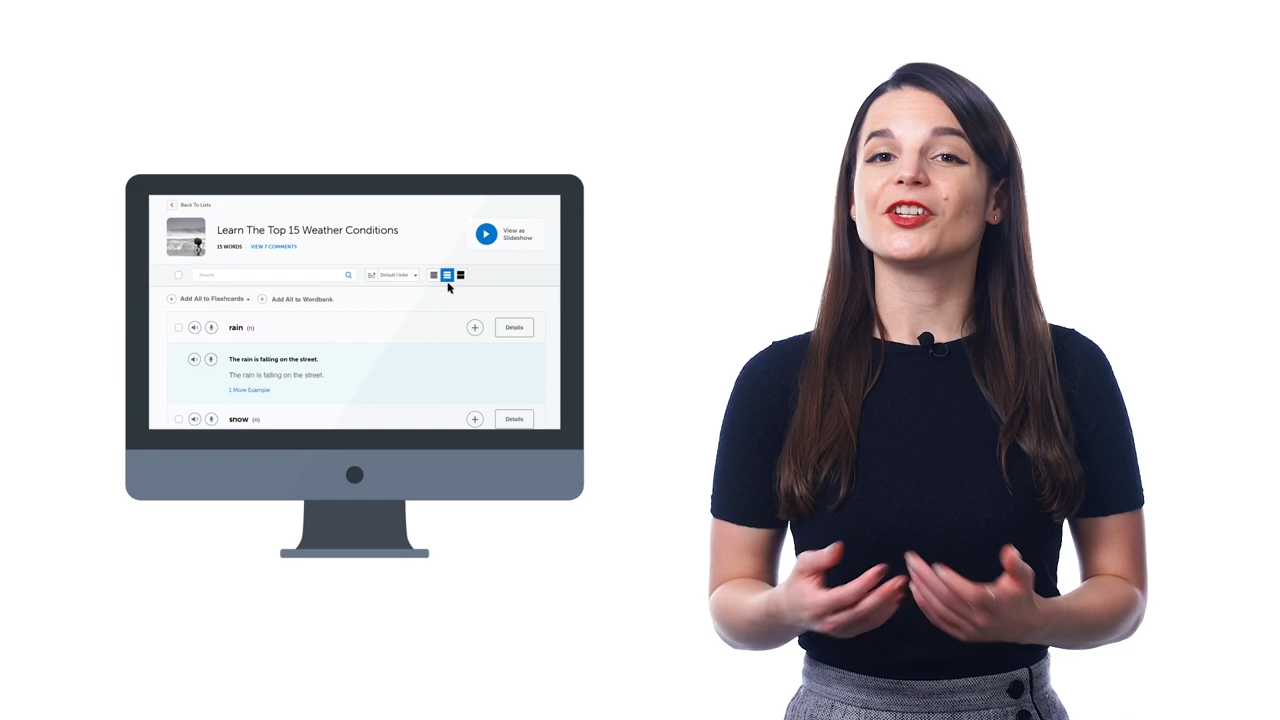 Back To Lists
Learn The Top 15 Weather Conditions
15 WORDS VIEW 7 COMMENTS
View as
Slideshow
Search
Default Order
Add All to Flashcards
Add All to Wordbank
rain (n)
Details
The rain is falling on the street.
The rain is falling on the street.
1 More Example
snow (n)
Details